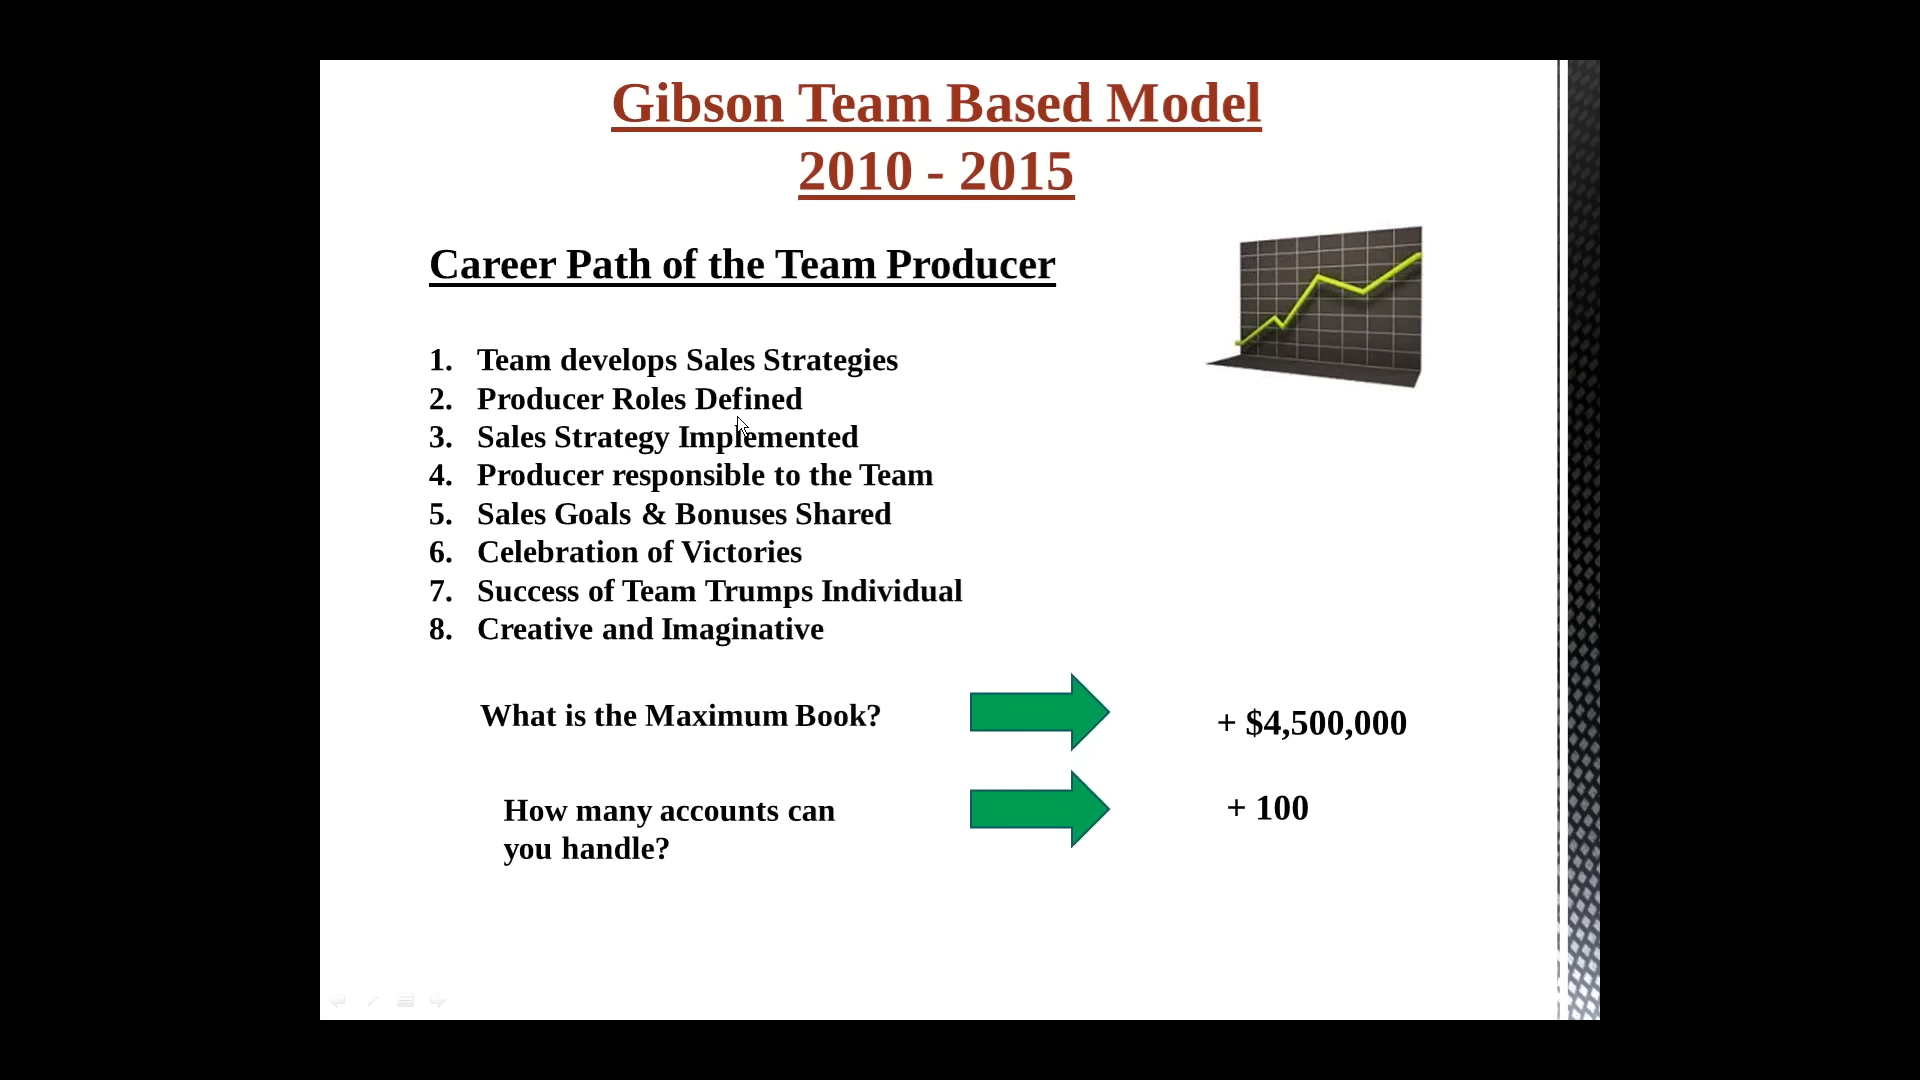 Gibson Team Based Model
2010 - 2015
Career Path of the Team Producer
1. Team develops Sales Strategies
2. Producer Roles Defined
3. Sales Strategy Implemented
4. Producer responsible to the Team
5. Sales Goals & Bonuses Shared
6. Celebration of Victories
7. Success of Team Trumps Individual
8. Creative and Imaginative
What is the Maximum Book?
+ $4,500,000
How many accounts can
you handle?
+ 100